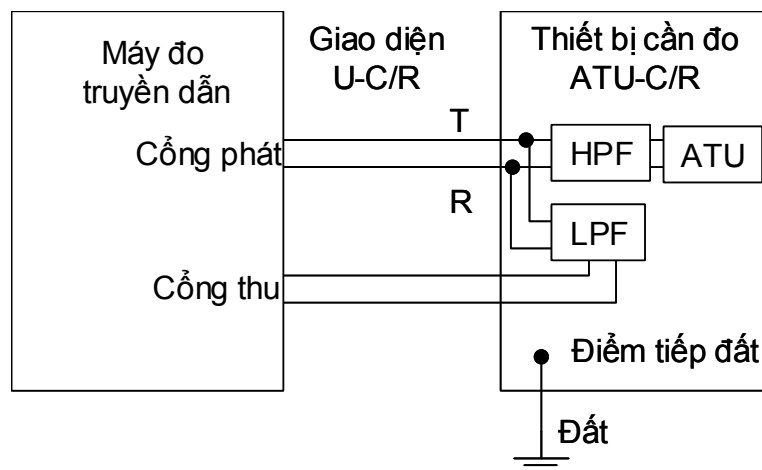 Máy đo
truyền dẫn
Giao diện
U-C/R
Thiết bị cần đo
ATU-C/R
T
Cổng phát
HPF
ATU
R
LPF
Cổng thu
Điểm tiếp đất
Đất